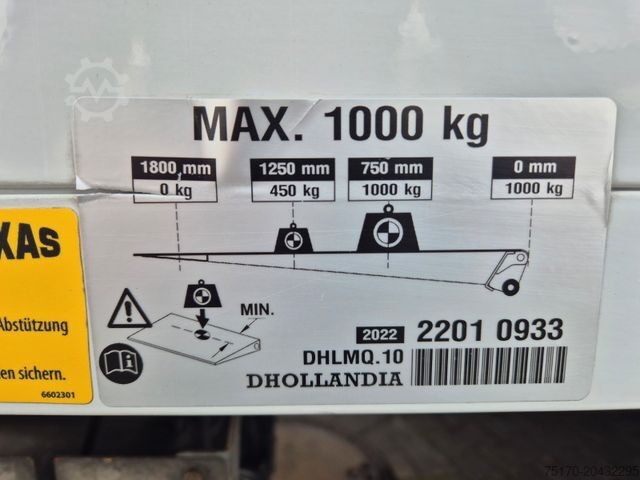 MAX. 1000 kg
1800 mm 1250 mm 750 mm 0 mm
0 kg 450 kg 1000 kg 1000 kg
XAS
Abstützung
en sichern.
6602301
MIN.
2022 2201 0933
DHLMQ.10
DHOLLANDIA
75170-20432295